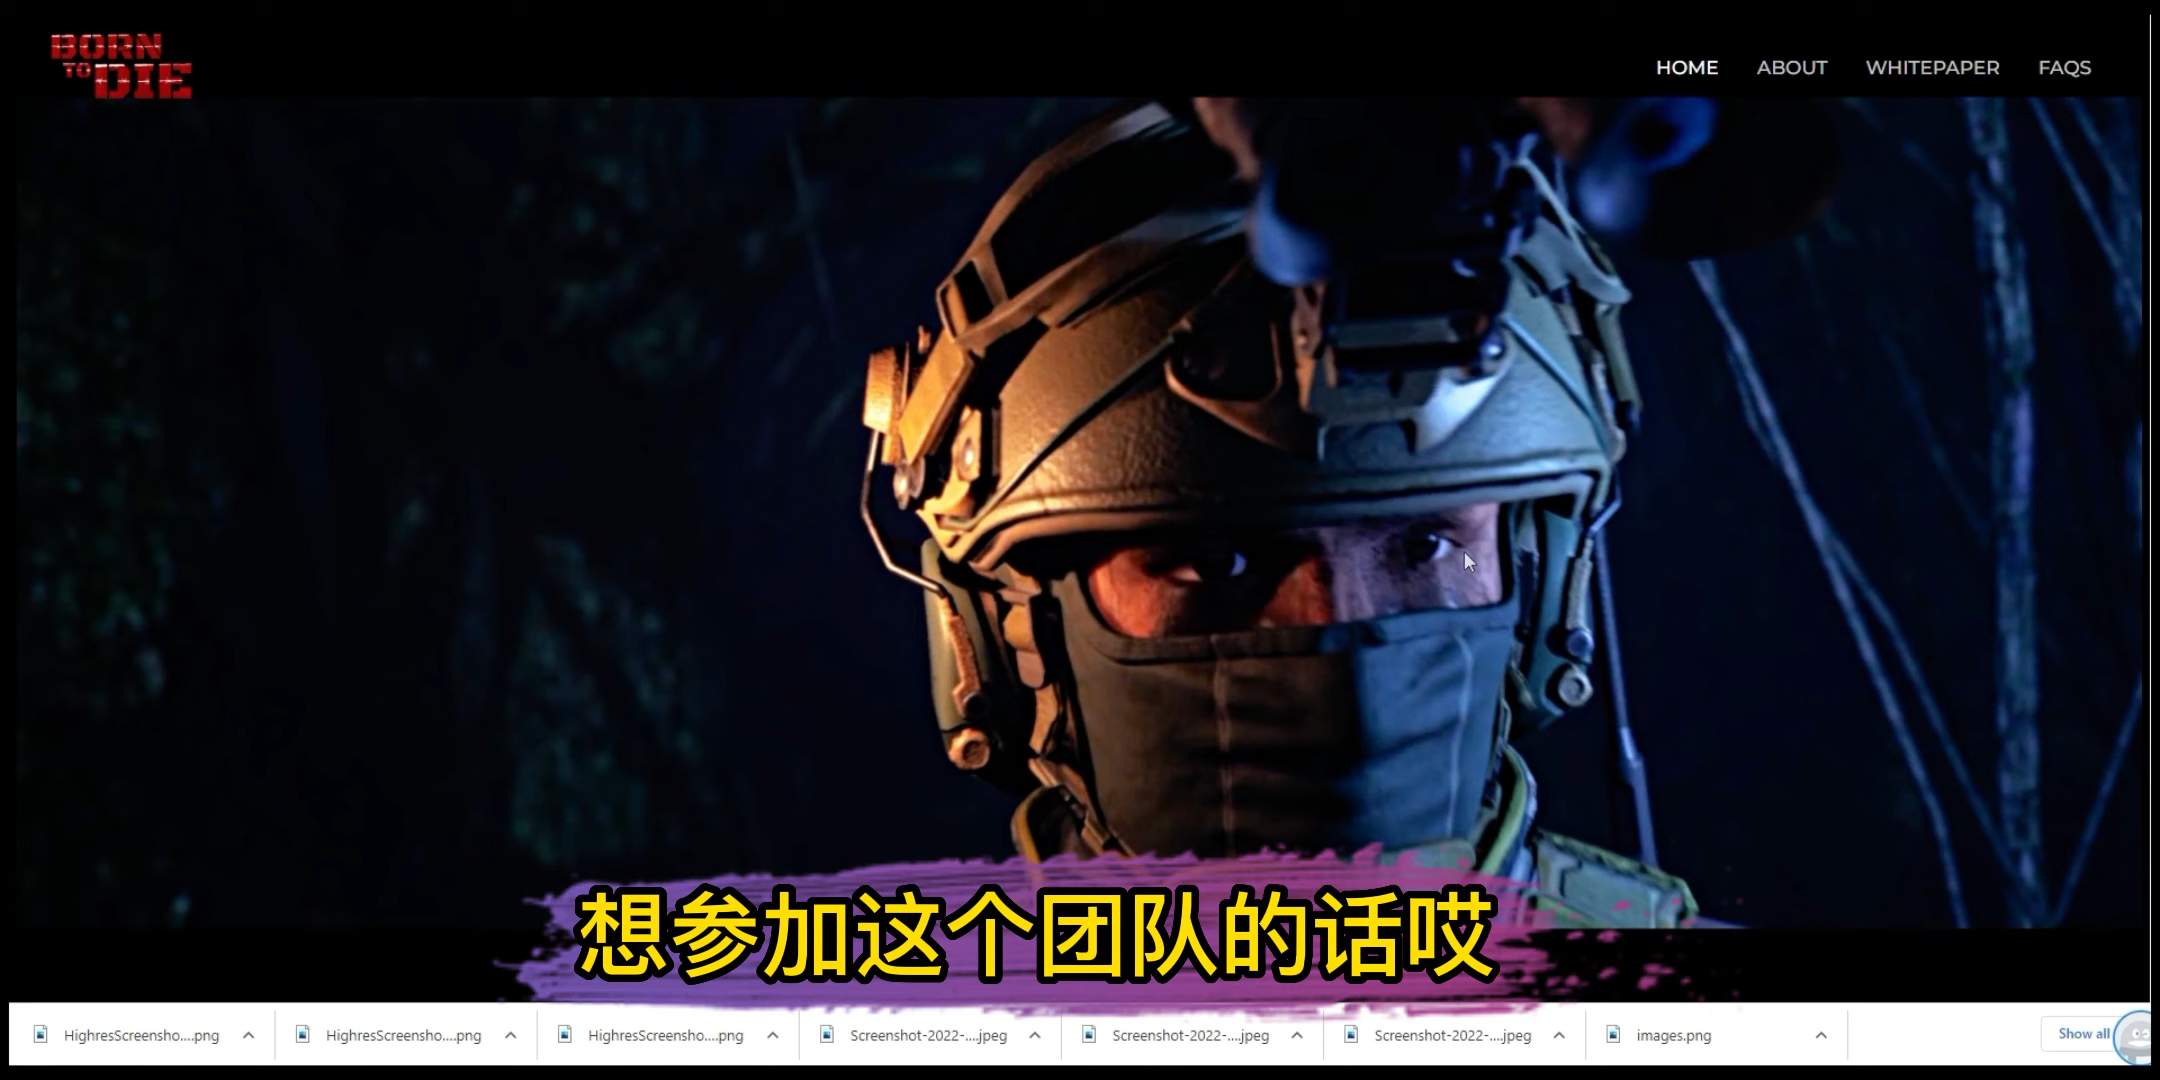 BORN
TO DIE
HOME ABOUT WHITEPAPER FAQS
想参加这个团队的话哎
HighresScreensho....png HighresScreensho....png HighresScreensho....png Screenshot-2022-....jpeg Screenshot-2022-....jpeg Screenshot-2022-....jpeg images.png Show all